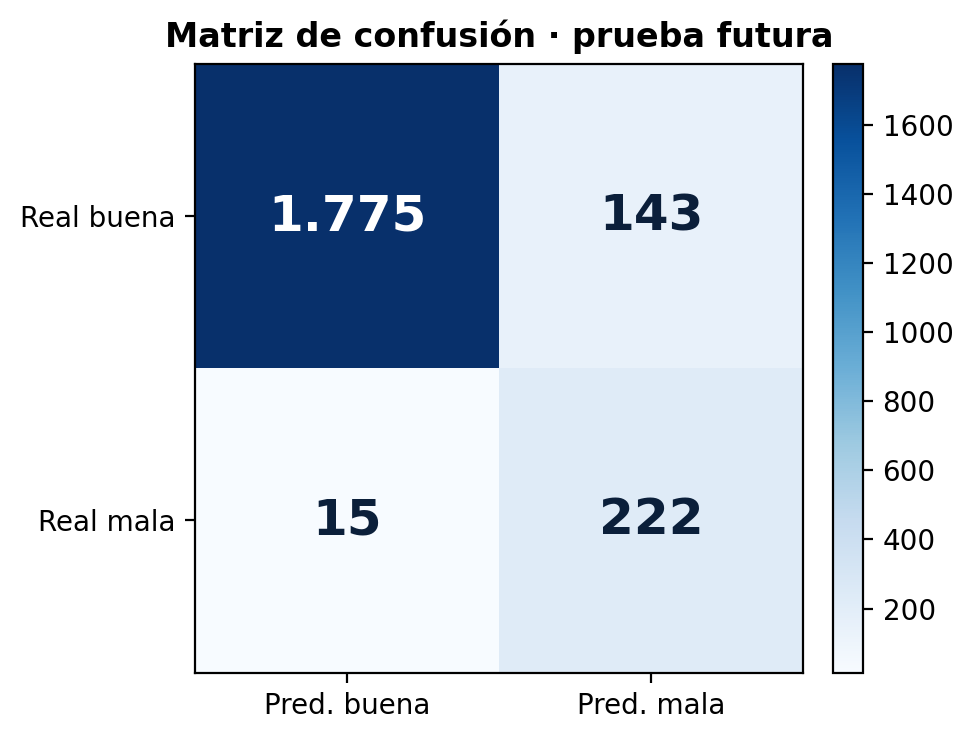 Matriz de confusión · prueba futura
Real buena
1.775
143
Real mala
15
222
Pred. buena
Pred. mala
1600
1400
1200
1000
800
600
400
200